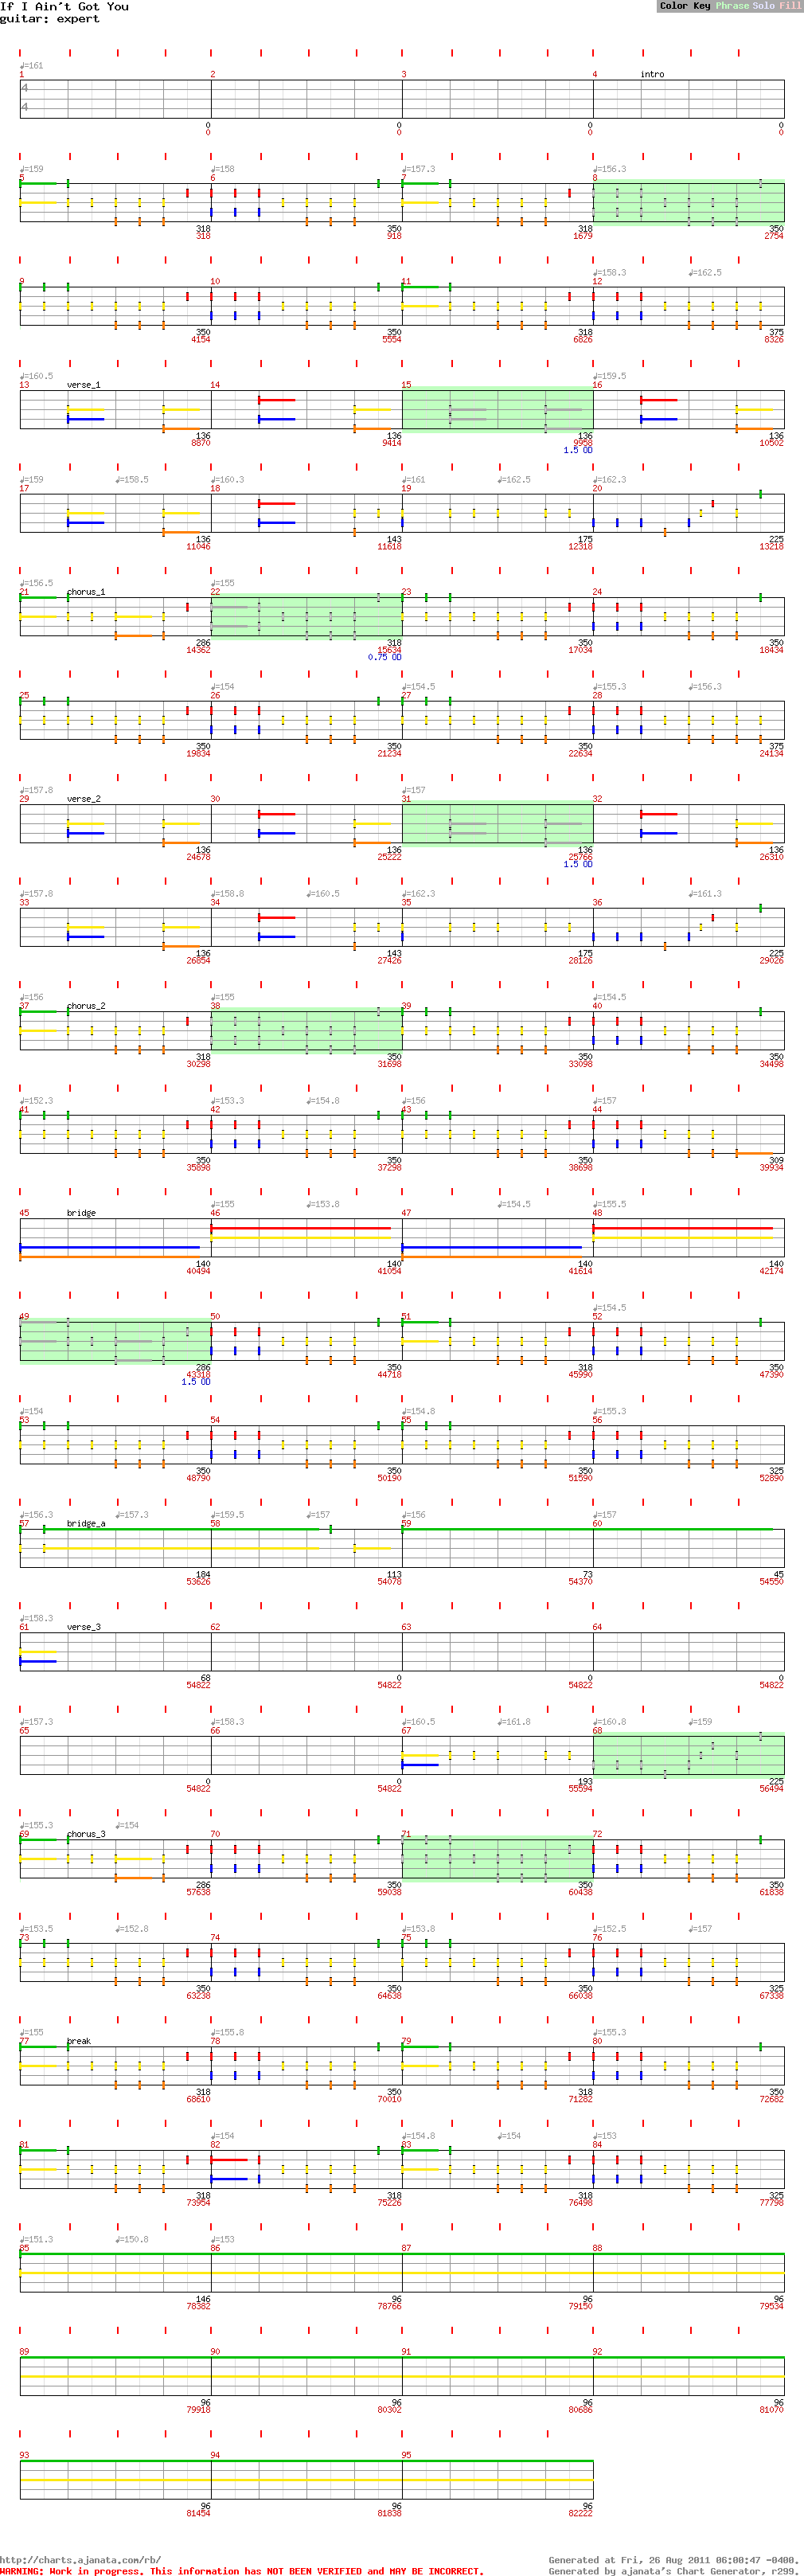 If I Ain't Got You
guitar: expert
Color Key Phrase Solo Fill
♩=161
1 2 3 4 intro
4
4
0 0 0 0
0 0 0 0
♩=159 ♩=158 ♩=157.3 ♩=156.3
5 6 7 8
318 350 318 350
318 918 1679 2754
♩=158.3 ♩=162.5
9 10 11 12
350 350 318 375
4154 5554 6826 8326
♩=160.5 ♩=159.5
13 verse_1 14 15 16
136 136 136 136
8870 9414 9958 10502
1.5 OD
♩=159 ♩=158.5 ♩=160.3 ♩=161 ♩=162.5 ♩=162.3
17 18 19 20
136 143 175 225
11046 11618 12318 13218
♩=156.5 ♩=155
21 chorus_1 22 23 24
286 318 350 350
14362 15634 17034 18434
0.75 OD
♩=154 ♩=154.5 ♩=155.3 ♩=156.3
25 26 27 28
350 350 350 375
19834 21234 22634 24134
♩=157.8 ♩=157
29 verse_2 30 31 32
136 136 136 136
24678 25222 25766 26310
1.5 OD
♩=157.8 ♩=158.8 ♩=160.5 ♩=162.3 ♩=161.3
33 34 35 36
136 143 175 225
26854 27426 28126 29026
♩=156 ♩=155 ♩=154.5
37 chorus_2 38 39 40
318 350 350 350
30298 31698 33098 34498
♩=152.3 ♩=153.3 ♩=154.8 ♩=156 ♩=157
41 42 43 44
350 350 350 309
35898 37298 38698 39934
♩=155 ♩=153.8 ♩=154.5 ♩=155.5
45 bridge 46 47 48
140 140 140 140
40494 41054 41614 42174
♩=154.5
49 50 51 52
286 350 318 350
43318 44718 45990 47390
1.5 OD
♩=154 ♩=154.8 ♩=155.3
53 54 55 56
350 350 350 325
48790 50190 51590 52890
♩=156.3 ♩=157.3 ♩=159.5 ♩=157 ♩=156 ♩=157
57 bridge_a 58 59 60
184 113 73 45
53626 54078 54370 54550
♩=158.3
61 verse_3 62 63 64
68 0 0 0
54822 54822 54822 54822
♩=157.3 ♩=158.3 ♩=160.5 ♩=161.8 ♩=160.8 ♩=159
65 66 67 68
0 0 193 225
54822 54822 55594 56494
♩=155.3 ♩=154
69 chorus_3 70 71 72
286 350 350 350
57638 59038 60438 61838
♩=153.5 ♩=152.8 ♩=153.8 ♩=152.5 ♩=157
73 74 75 76
350 350 350 325
63238 64638 66038 67338
♩=155 ♩=155.8 ♩=155.3
77 break 78 79 80
318 350 318 350
68610 70010 71282 72682
♩=154 ♩=154.8 ♩=154 ♩=153
81 82 83 84
318 318 318 325
73954 75226 76498 77798
♩=151.3 ♩=150.8 ♩=153
85 86 87 88
146 96 96 96
78382 78766 79150 79534
89 90 91 92
96 96 96 96
79918 80302 80686 81070
93 94 95
96 96 96
81454 81838 82222
http://charts.ajanata.com/rb/
Generated at Fri, 26 Aug 2011 06:00:47 -0400.
WARNING: Work in progress. This information has NOT BEEN VERIFIED and MAY BE INCORRECT.
Generated by ajanata's Chart Generator, r299.